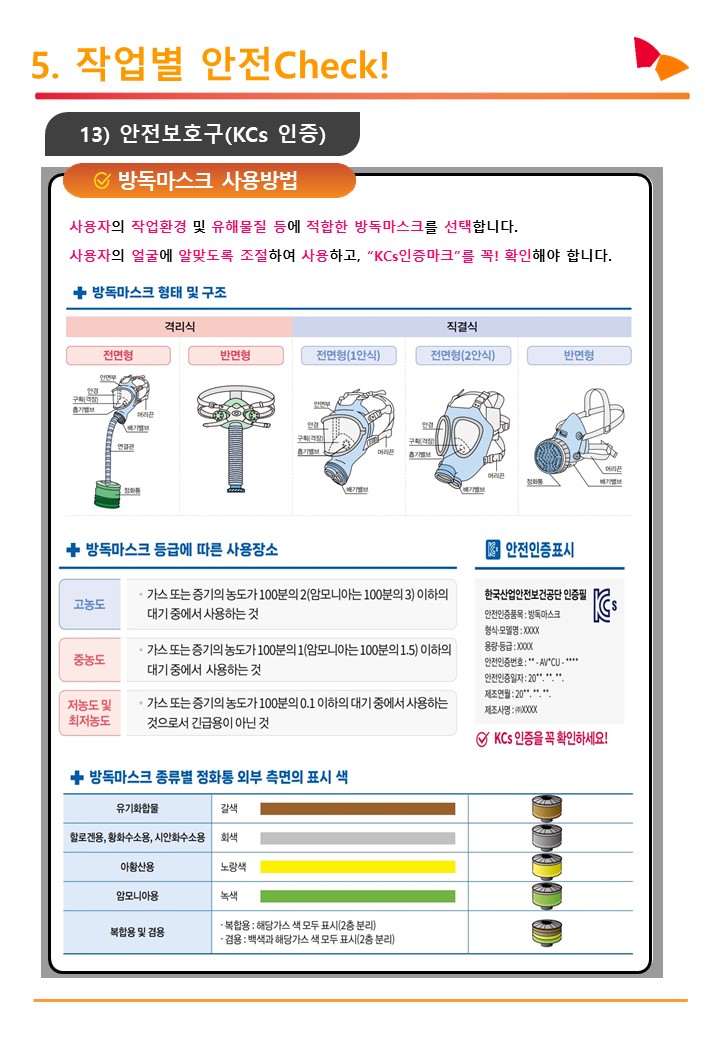 5. 작업별 안전Check!
13) 안전보호구(KCs 인증)
방독마스크 사용방법
사용자의 작업환경 및 유해물질 등에 적합한 방독마스크를 선택합니다.
사용자의 얼굴에 알맞도록 조절하여 사용하고, “KCs인증마크”를 꼭! 확인해야 합니다.
방독마스크 형태 및 구조
격리식
직결식
전면형
반면형
전면형(1안식)
전면형(2안식)
반면형
안면부
안경
구획(격장)
흡기밸브
머리끈
배기밸브
연결관
정화통
안면부
안경
구획(격장)
흡기밸브
머리끈
배기밸브
안경
구획(격장)
흡기밸브
머리끈
배기밸브
머리끈
정화통
배기밸브
방독마스크 등급에 따른 사용장소
고농도
◦ 가스 또는 증기의 농도가 100분의 2(암모니아는 100분의 3) 이하의
대기 중에서 사용하는 것
중농도
◦ 가스 또는 증기의 농도가 100분의 1(암모니아는 100분의 1.5) 이하의
대기 중에서 사용하는 것
저농도 및
최저농도
◦ 가스 또는 증기의 농도가 100분의 0.1 이하의 대기 중에서 사용하는
것으로서 긴급용이 아닌 것
안전인증표시
한국산업안전보건공단 인증필
KCs
안전인증품목 : 방독마스크
형식·모델명 : XXXX
용량·등급 : XXXX
안전인증번호 : ** - AV*CU - ****
안전인증일자 : 20**. **. **.
제조연월 : 20**. **. **.
제조사명 : ㈜XXXX
KCs 인증을 꼭 확인하세요!
방독마스크 종류별 정화통 외부 측면의 표시 색
유기화합물 갈색
할로겐용, 황화수소용, 시안화수소용 회색
아황산용 노랑색
암모니아용 녹색
복합용 및 겸용
· 복합용 : 해당가스 색 모두 표시(2층 분리)
· 겸용 : 백색과 해당가스 색 모두 표시(2층 분리)